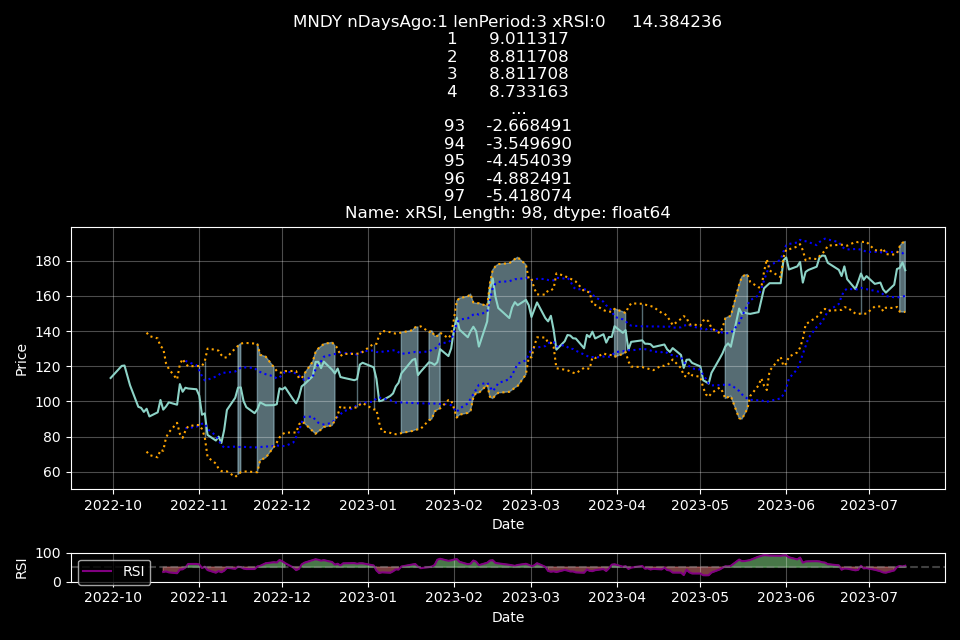 MNDY nDaysAgo:1 lenPeriod:3 xRSI:0 14.384236
1 9.011317
2 8.811708
3 8.811708
4 8.733163
...
93 -2.668491
94 -3.549690
95 -4.454039
96 -4.882491
97 -5.418074
Name: xRSI, Length: 98, dtype: float64
Price
180
160
140
120
100
80
60
2022-10 2022-11 2022-12 2023-01 2023-02 2023-03 2023-04 2023-05 2023-06 2023-07
Date
RSI
100
0
RSI
2022-10 2022-11 2022-12 2023-01 2023-02 2023-03 2023-04 2023-05 2023-06 2023-07
Date